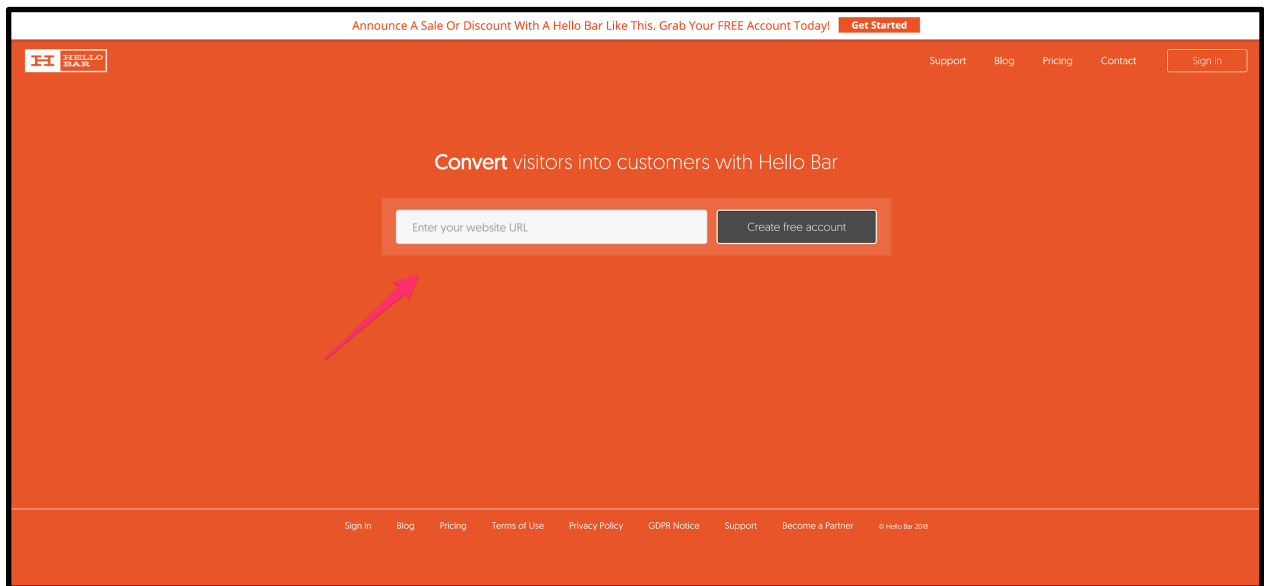 Announce A Sale Or Discount With A Hello Bar Like This. Grab Your FREE Account Today! Get Started
H HELLO BAR
Support Blog Pricing Contact Sign in
Convert visitors into customers with Hello Bar
Enter your website URL Create free account
Sign in Blog Pricing Terms of Use Privacy Policy GDPR Notice Support Become a Partner © Hello Bar 2018